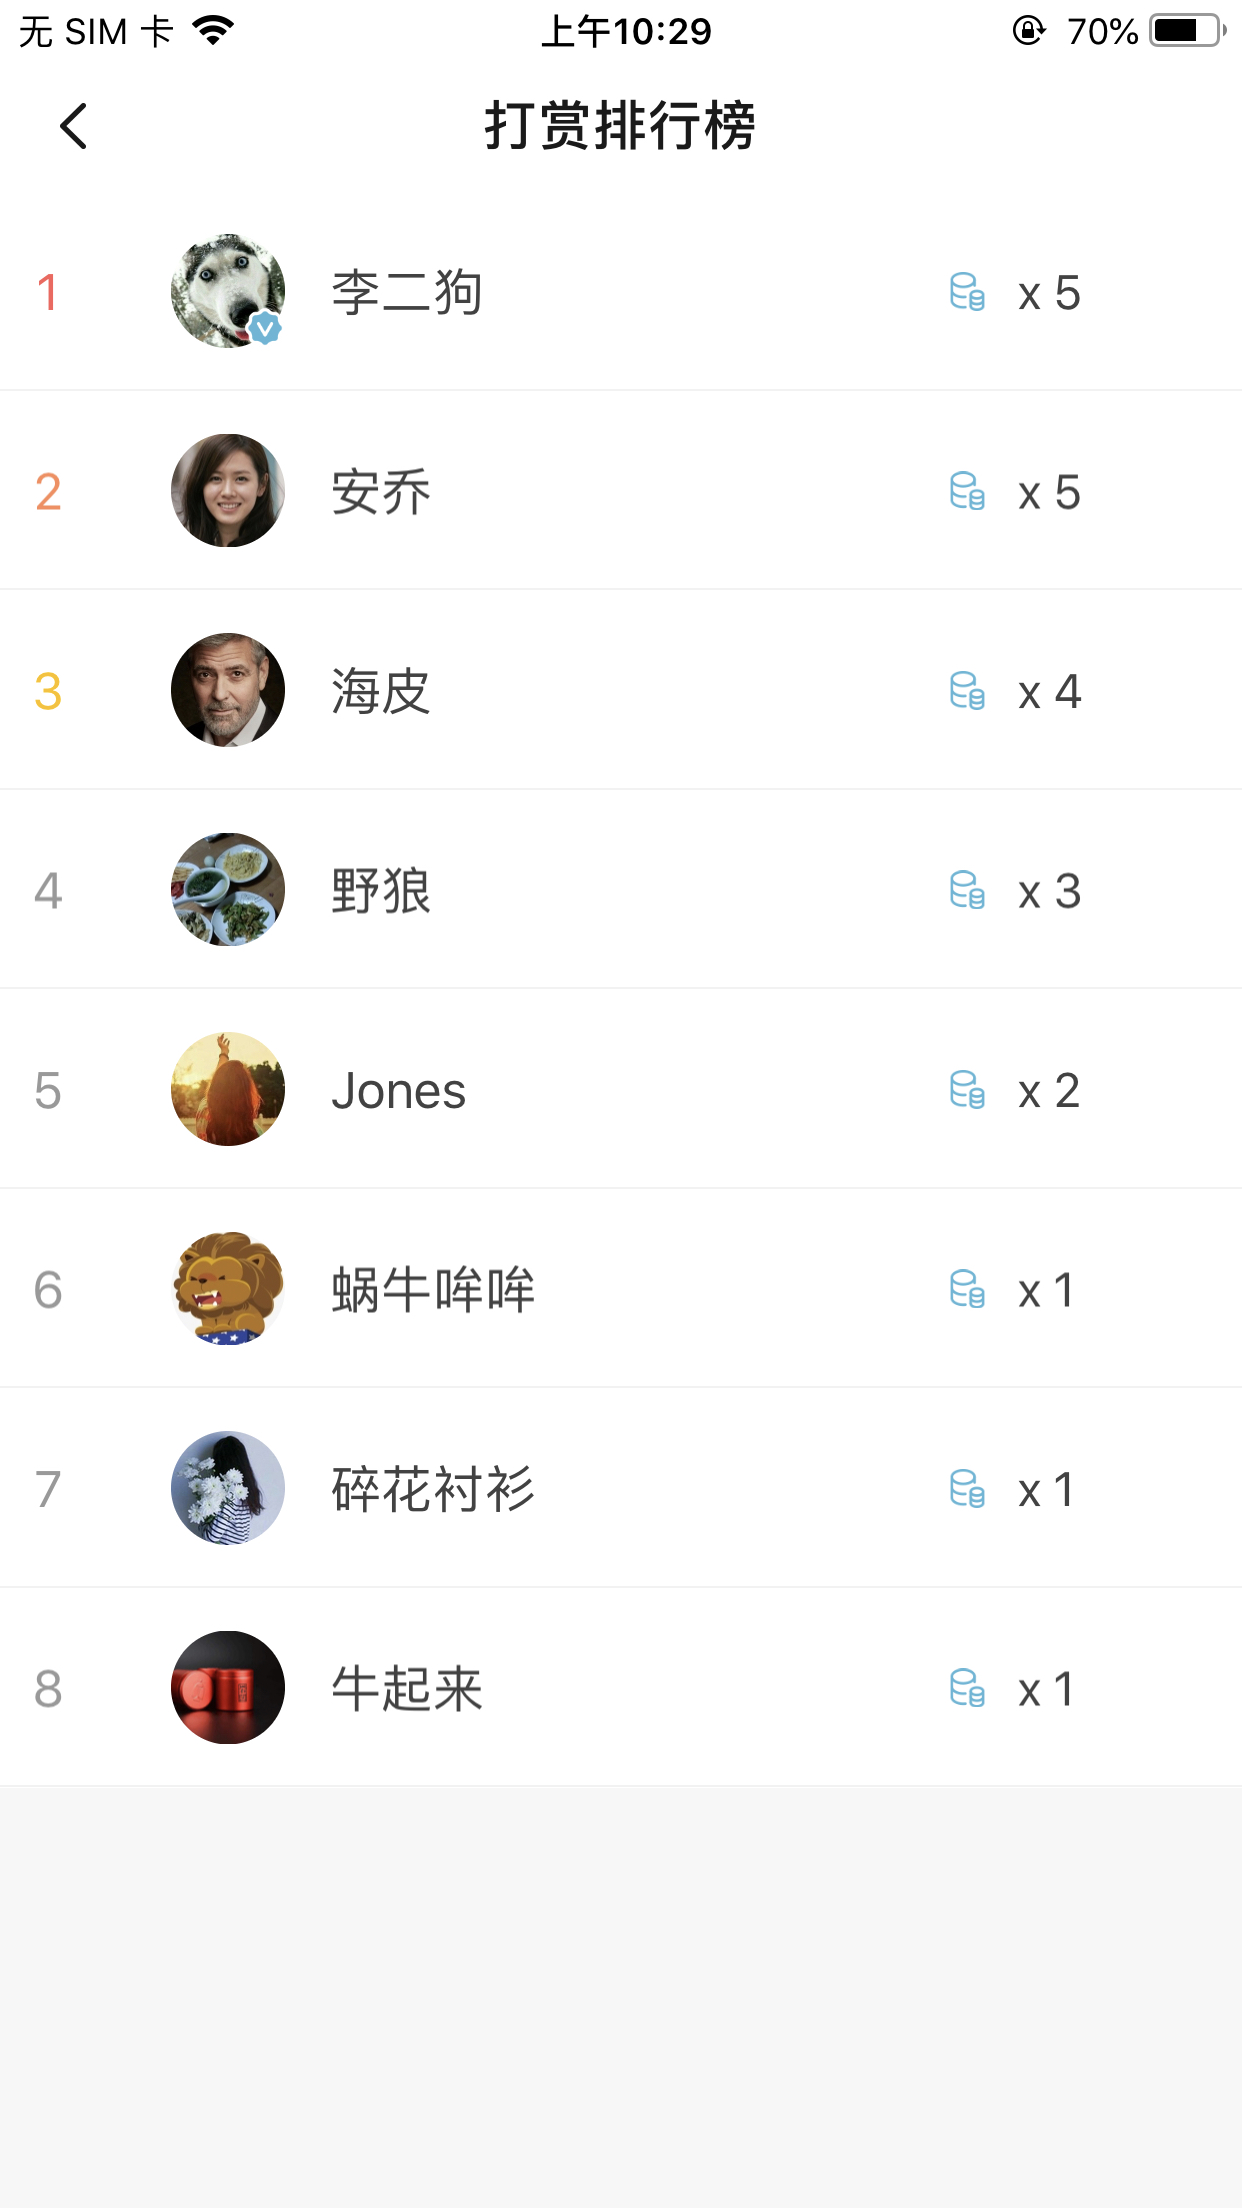 无 SIM 卡
上午10:29
70%
打赏排行榜
1 李二狗 x 5
2 安乔 x 5
3 海皮 x 4
4 野狼 x 3
5 Jones x 2
6 蜗牛哞哞 x 1
7 碎花衬衫 x 1
8 牛起来 x 1